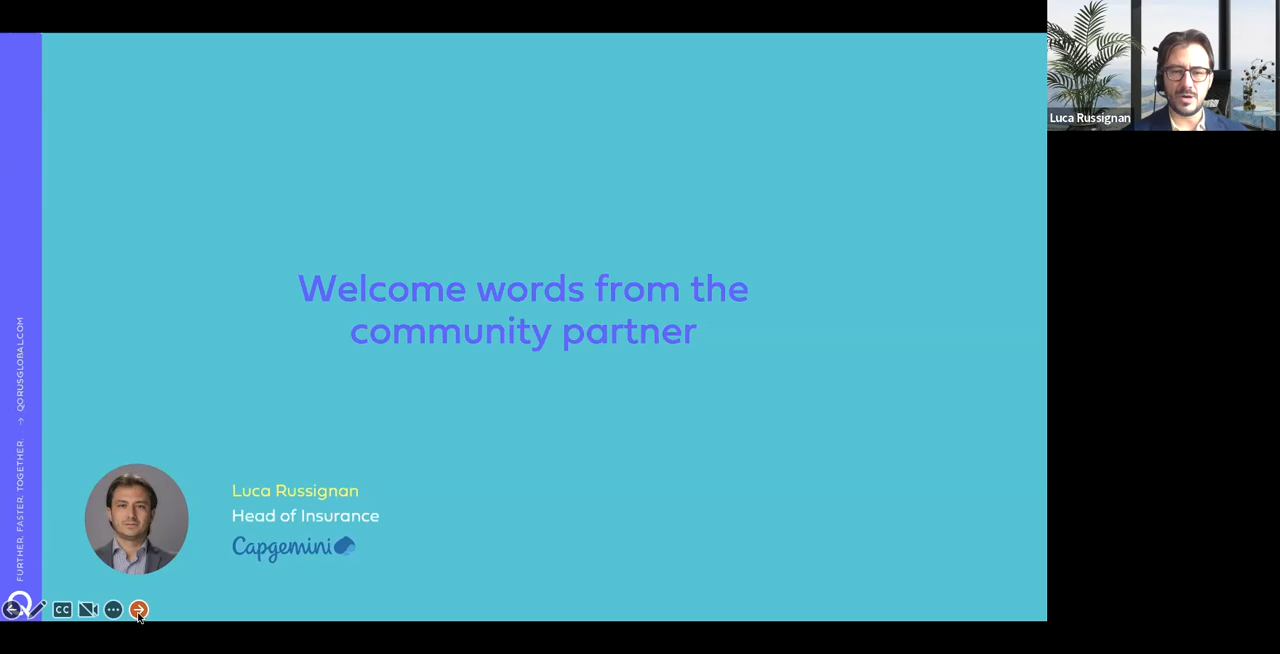 Welcome words from the
community partner
Luca Russignan
Head of Insurance
Capgemini
FURTHER. FASTER. TOGETHER. → QORUSGLOBAL.COM
CC
Luca Russignan